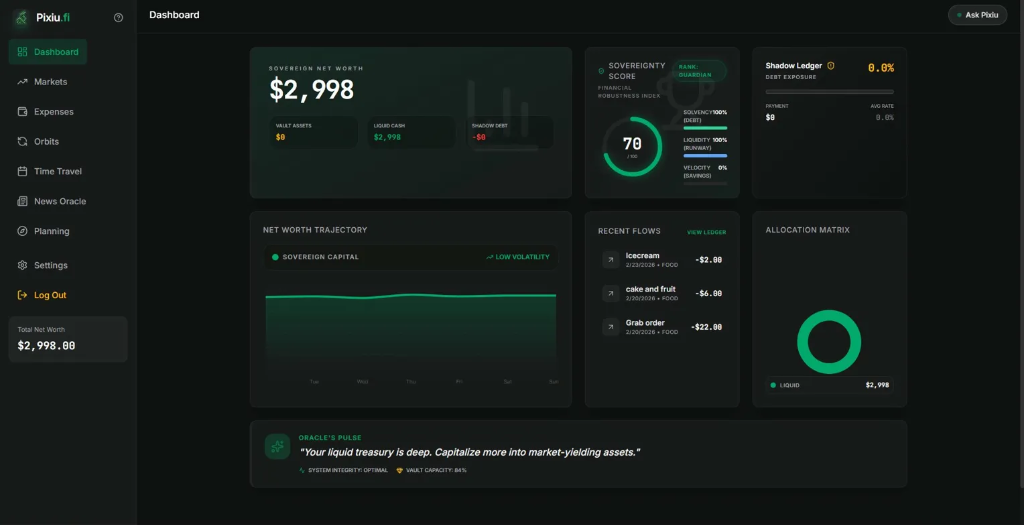 Pixiu.fi
Dashboard
Markets
Expenses
Orbits
Time Travel
News Oracle
Planning
Settings
Log Out
Total Net Worth
$2,998.00
Dashboard
Ask Pixiu
SOVEREIGN NET WORTH
$2,998
VAULT ASSETS
$0
LIQUID CASH
$2,998
SHADOW DEBT
-$0
SOVEREIGNTY
SCORE
RANK:
GUARDIAN
FINANCIAL
ROBUSTNESS INDEX
70
/ 100
SOLVENCY 100%
(DEBT)
LIQUIDITY 100%
(RUNWAY)
VELOCITY 0%
(SAVINGS)
Shadow Ledger
0.0%
DEBT EXPOSURE
PAYMENT
AVG RATE
$0
0.0%
NET WORTH TRAJECTORY
SOVEREIGN CAPITAL
LOW VOLATILITY
Tue Wed Thu Fri Sat Sun
RECENT FLOWS
VIEW LEDGER
Icecream
2/23/2026 • FOOD
-$2.00
cake and fruit
2/20/2026 • FOOD
-$6.00
Grab order
2/20/2026 • FOOD
-$22.00
ALLOCATION MATRIX
LIQUID
$2,998
ORACLE'S PULSE
"Your liquid treasury is deep. Capitalize more into market-yielding assets."
SYSTEM INTEGRITY: OPTIMAL
VAULT CAPACITY: 84%